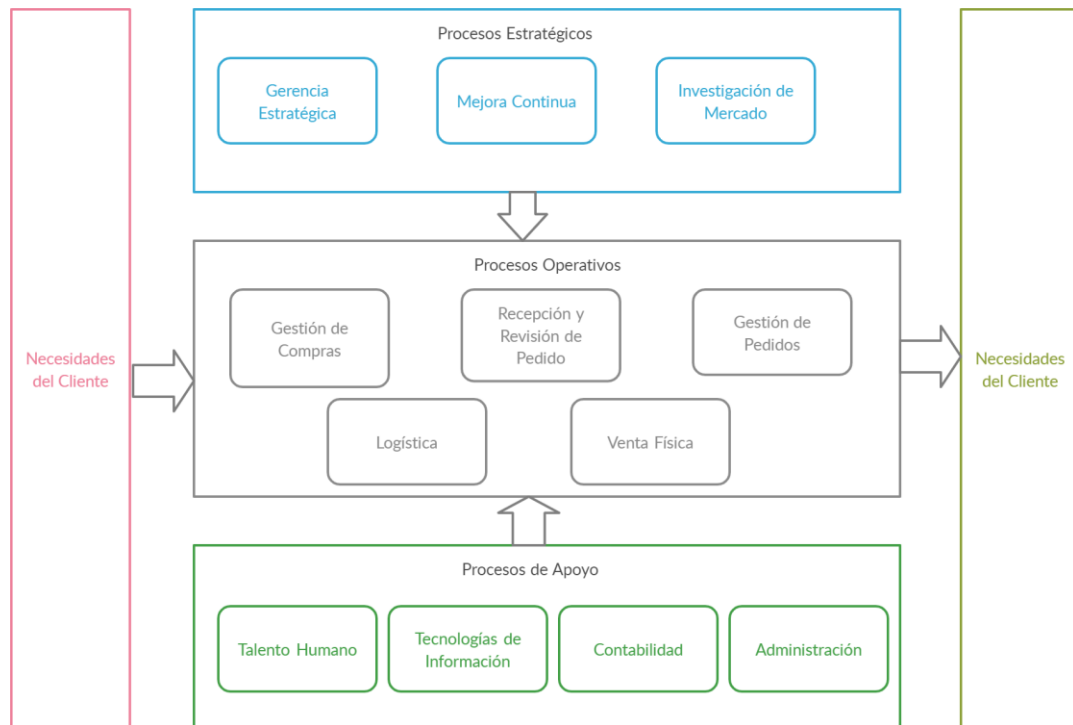 Procesos Estratégicos
Gerencia
Estratégica
Mejora Continua
Investigación de
Mercado
Necesidades
del Cliente
Procesos Operativos
Gestión de
Compras
Recepción y
Revisión de
Pedido
Gestión de
Pedidos
Logística
Venta Física
Necesidades
del Cliente
Procesos de Apoyo
Talento Humano
Tecnologías de
Información
Contabilidad
Administración